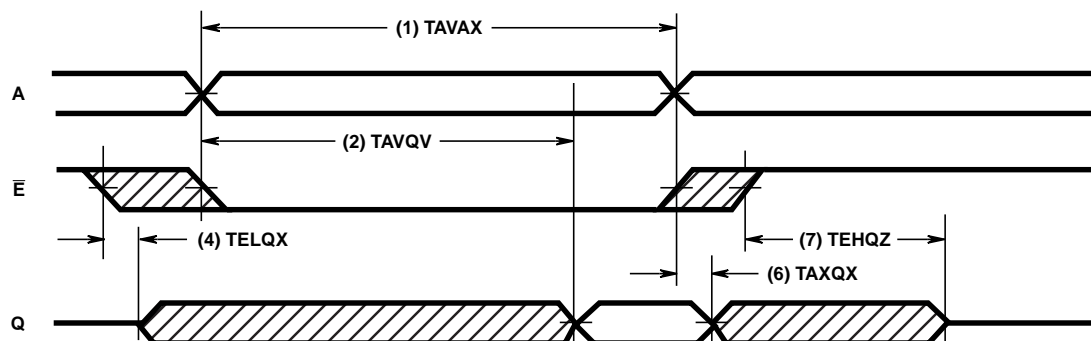 (1) TAVAX
A
(2) TAVQV
E̅
(4) TELQX
(7) TEHQZ
(6) TAXQX
Q